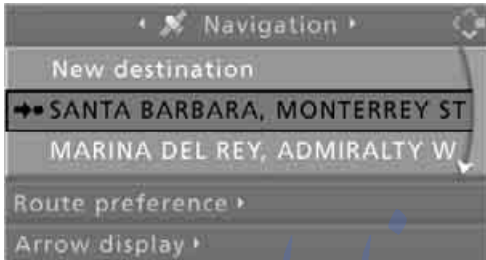 Navigation
New destination
SANTA BARBARA, MONTERREY ST
MARINA DEL REY, ADMIRALTY W
Route preference
Arrow display